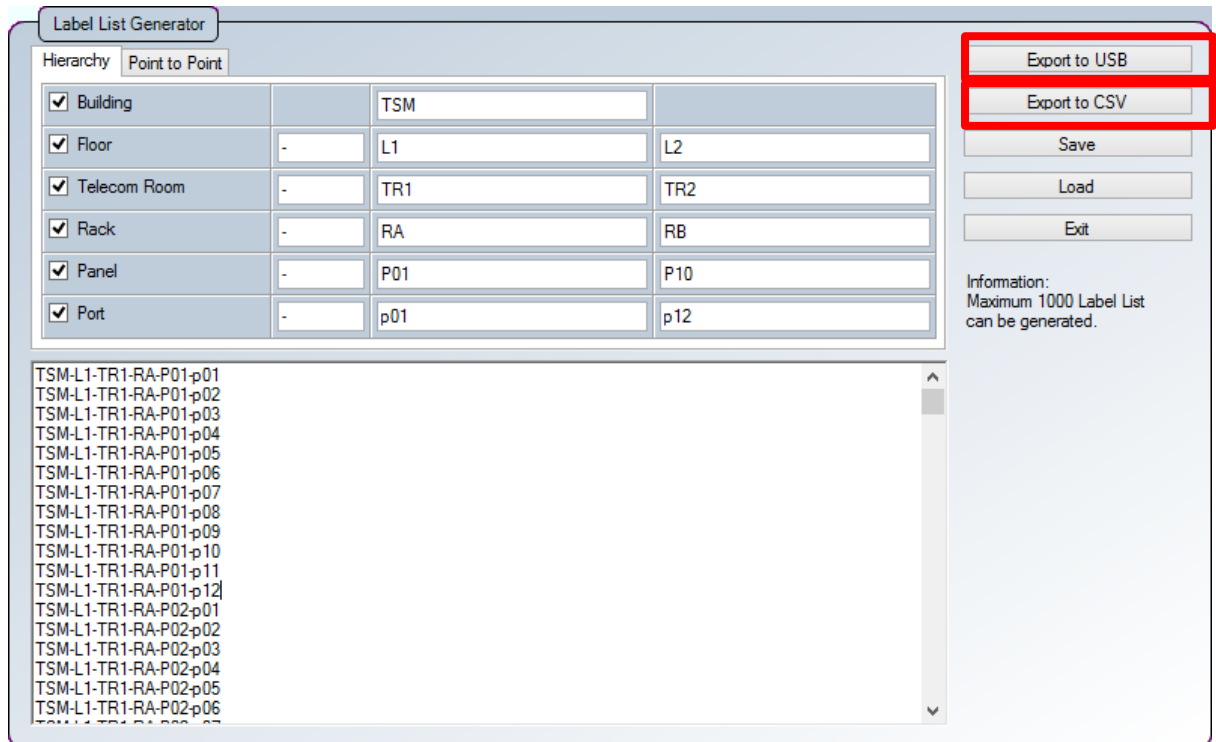 Label List Generator
Hierarchy Point to Point
Building TSM
Floor - L1 L2
Telecom Room - TR1 TR2
Rack - RA RB
Panel - P01 P10
Port - p01 p12
Export to USB
Export to CSV
Save
Load
Exit
Information:
Maximum 1000 Label List
can be generated.
TSM-L1-TR1-RA-P01-p01
TSM-L1-TR1-RA-P01-p02
TSM-L1-TR1-RA-P01-p03
TSM-L1-TR1-RA-P01-p04
TSM-L1-TR1-RA-P01-p05
TSM-L1-TR1-RA-P01-p06
TSM-L1-TR1-RA-P01-p07
TSM-L1-TR1-RA-P01-p08
TSM-L1-TR1-RA-P01-p09
TSM-L1-TR1-RA-P01-p10
TSM-L1-TR1-RA-P01-p11
TSM-L1-TR1-RA-P01-p12
TSM-L1-TR1-RA-P02-p01
TSM-L1-TR1-RA-P02-p02
TSM-L1-TR1-RA-P02-p03
TSM-L1-TR1-RA-P02-p04
TSM-L1-TR1-RA-P02-p05
TSM-L1-TR1-RA-P02-p06